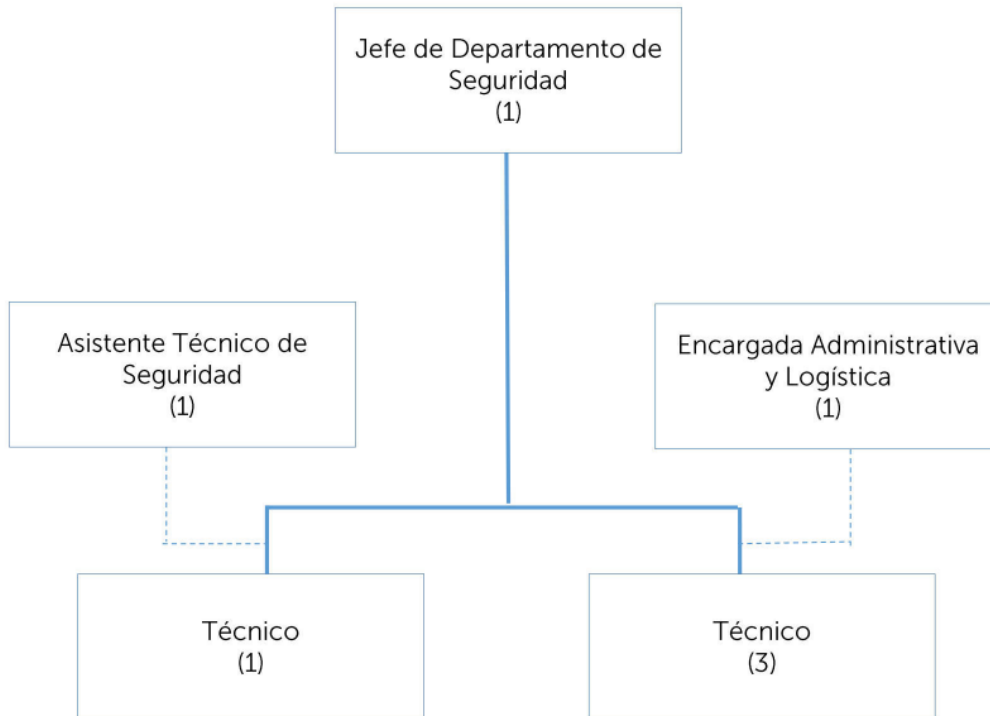 Jefe de Departamento de
Seguridad
(1)
Asistente Técnico de
Seguridad
(1)
Encargada Administrativa
y Logística
(1)
Técnico
(1)
Técnico
(3)